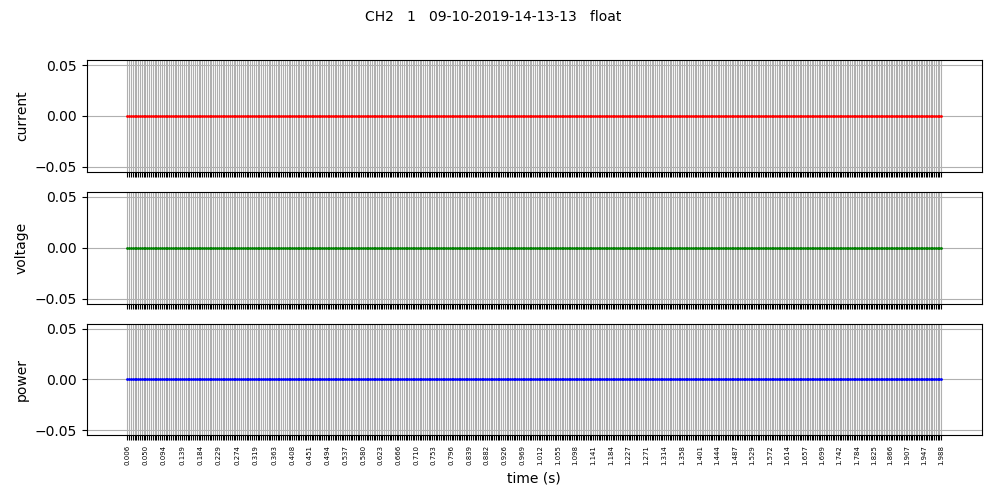 CH2 1 09-10-2019-14-13-13 float
0.05
0.00
−0.05
current
0.05
0.00
−0.05
voltage
0.05
0.00
−0.05
power
0.006 0.050 0.094 0.139 0.184 0.229 0.274 0.319 0.363 0.408 0.451 0.494 0.537 0.580 0.623 0.666 0.710 0.753 0.796 0.839 0.882 0.926 0.969 1.012 1.055 1.098 1.141 1.184 1.227 1.271 1.314 1.358 1.401 1.444 1.487 1.529 1.572 1.614 1.657 1.699 1.742 1.784 1.825 1.866 1.907 1.947 1.988
time (s)